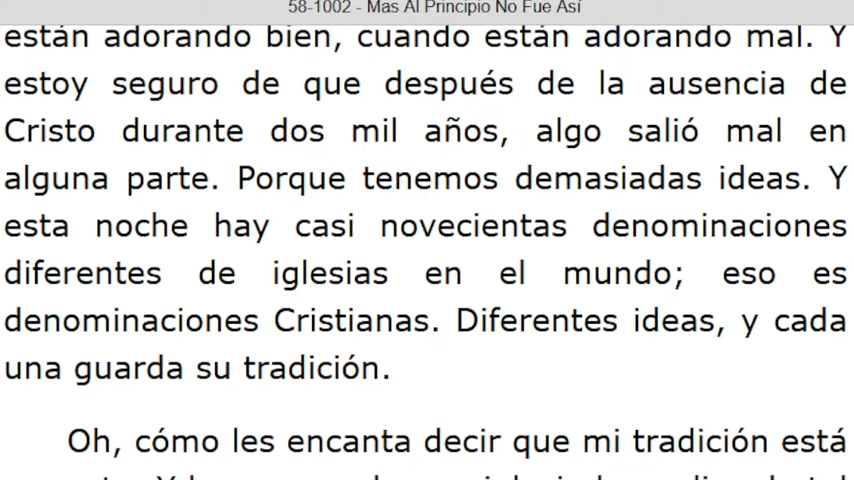 58-1002 - Mas Al Principio No Fue Así
están adorando bien, cuando están adorando mal. Y
estoy seguro de que después de la ausencia de
Cristo durante dos mil años, algo salió mal en
alguna parte. Porque tenemos demasiadas ideas. Y
esta noche hay casi novecientas denominaciones
diferentes de iglesias en el mundo; eso es
denominaciones Cristianas. Diferentes ideas, y cada
una guarda su tradición.
Oh, cómo les encanta decir que mi tradición está